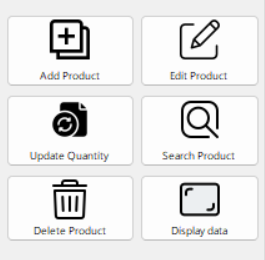 Add Product
Edit Product
Update Quantity
Search Product
Delete Product
Display data